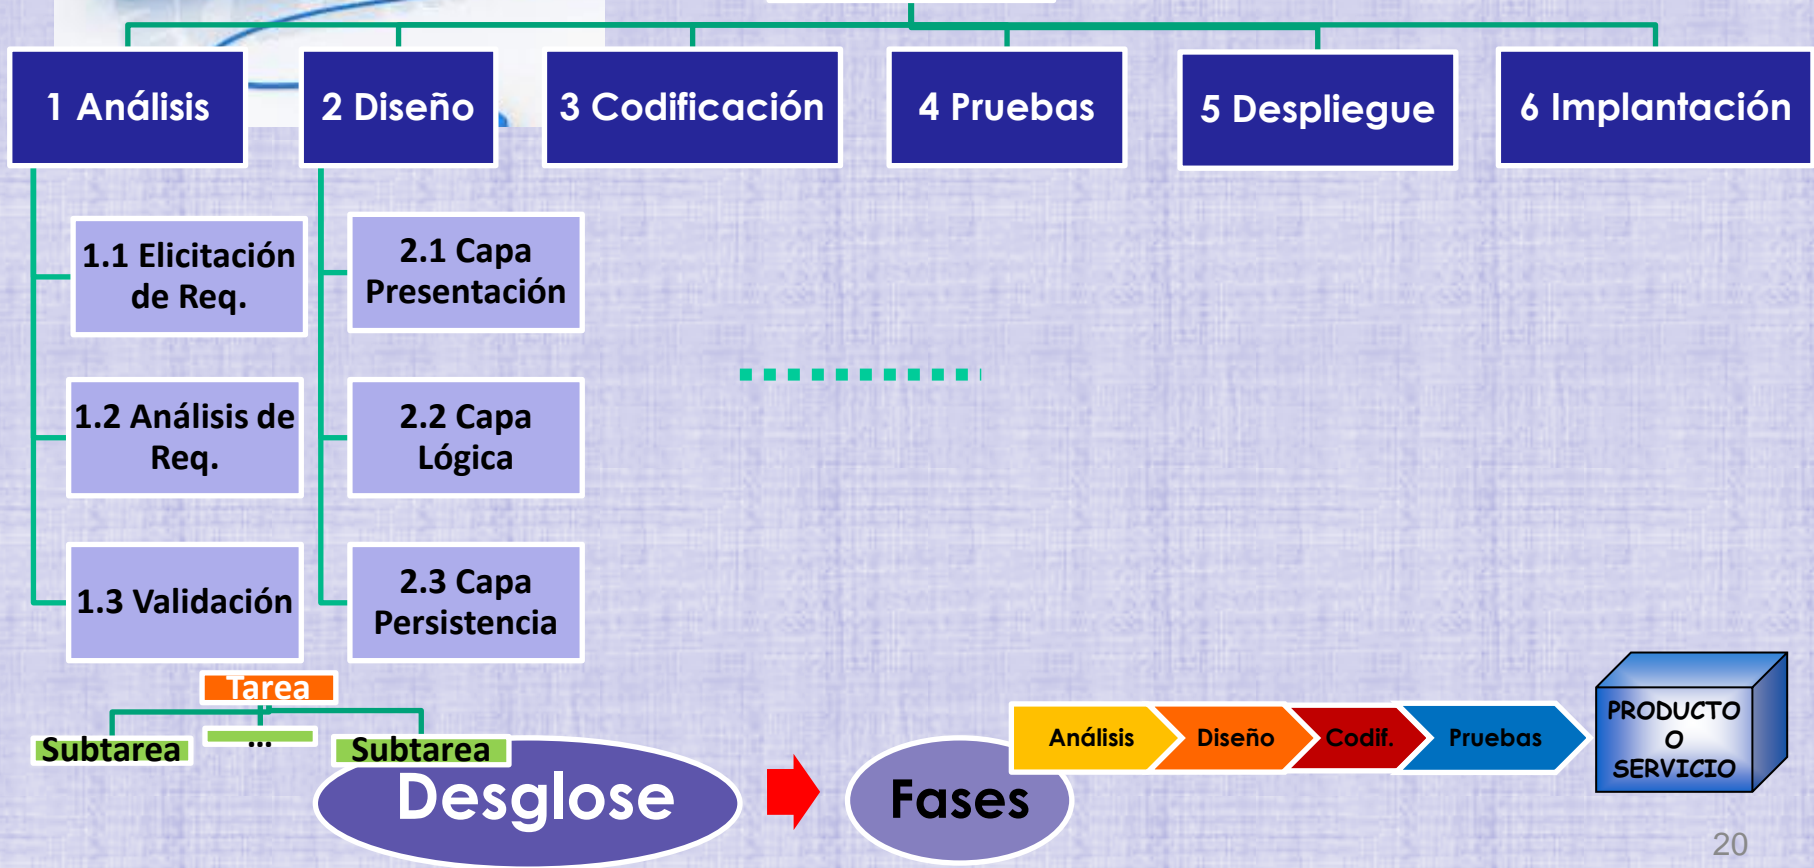 1 Análisis
2 Diseño
3 Codificación
4 Pruebas
5 Despliegue
6 Implantación
1.1 Elicitación
de Req.
1.2 Análisis de
Req.
1.3 Validación
2.1 Capa
Presentación
2.2 Capa
Lógica
2.3 Capa
Persistencia
Tarea
Subtarea
...
Subtarea
Desglose
Fases
Análisis
Diseño
Codif.
Pruebas
PRODUCTO
O
SERVICIO
20